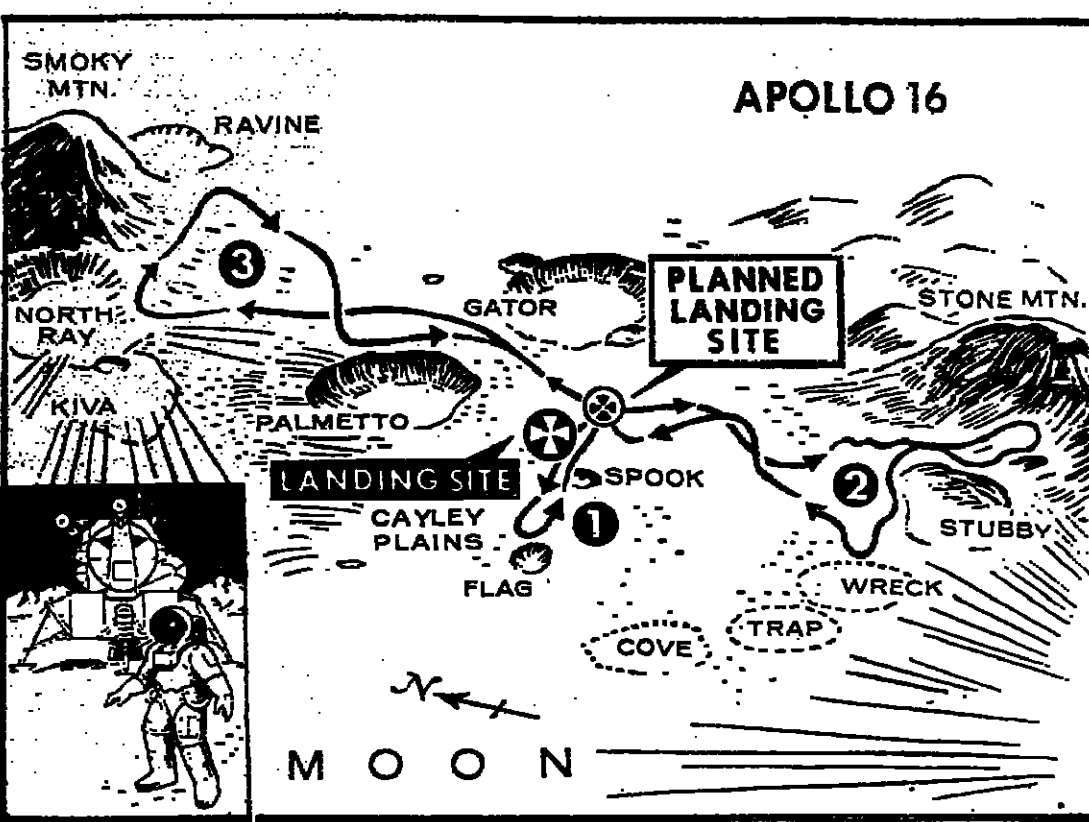 SMOKY
MTN.
RAVINE
APOLLO 16
3
NORTH
RAY
KIVA
GATOR
PLANNED
LANDING
SITE
STONE MTN.
PALMETTO
LANDING SITE
SPOOK
2
CAYLEY
PLAINS
1
STUBBY
FLAG
WRECK
TRAP
COVE
N
MOON